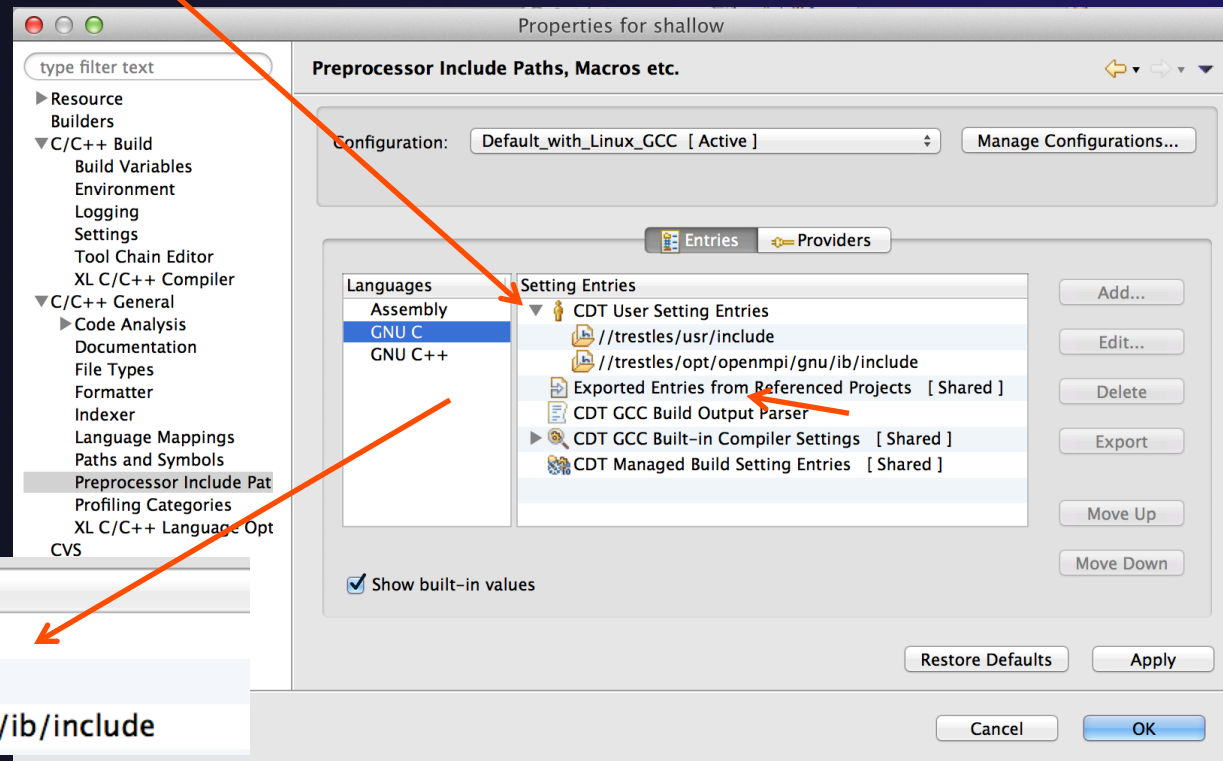 Properties for shallow
type filter text
Resource
Builders
C/C++ Build
Build Variables
Environment
Logging
Settings
Tool Chain Editor
XL C/C++ Compiler
C/C++ General
Code Analysis
Documentation
File Types
Formatter
Indexer
Language Mappings
Paths and Symbols
Preprocessor Include Pat
Profiling Categories
XL C/C++ Language Opt
CVS
/ib/include
Preprocessor Include Paths, Macros etc.
Configuration: Default_with_Linux_GCC [ Active ] Manage Configurations...
Entries Providers
Languages
Assembly
GNU C
GNU C++
Setting Entries
CDT User Setting Entries
//trestles/usr/include
//trestles/opt/openmpi/gnu/ib/include
Exported Entries from Referenced Projects [ Shared ]
CDT GCC Build Output Parser
CDT GCC Built-in Compiler Settings [ Shared ]
CDT Managed Build Setting Entries [ Shared ]
Add...
Edit...
Delete
Export
Move Up
Move Down
Show built-in values
Restore Defaults Apply
Cancel OK